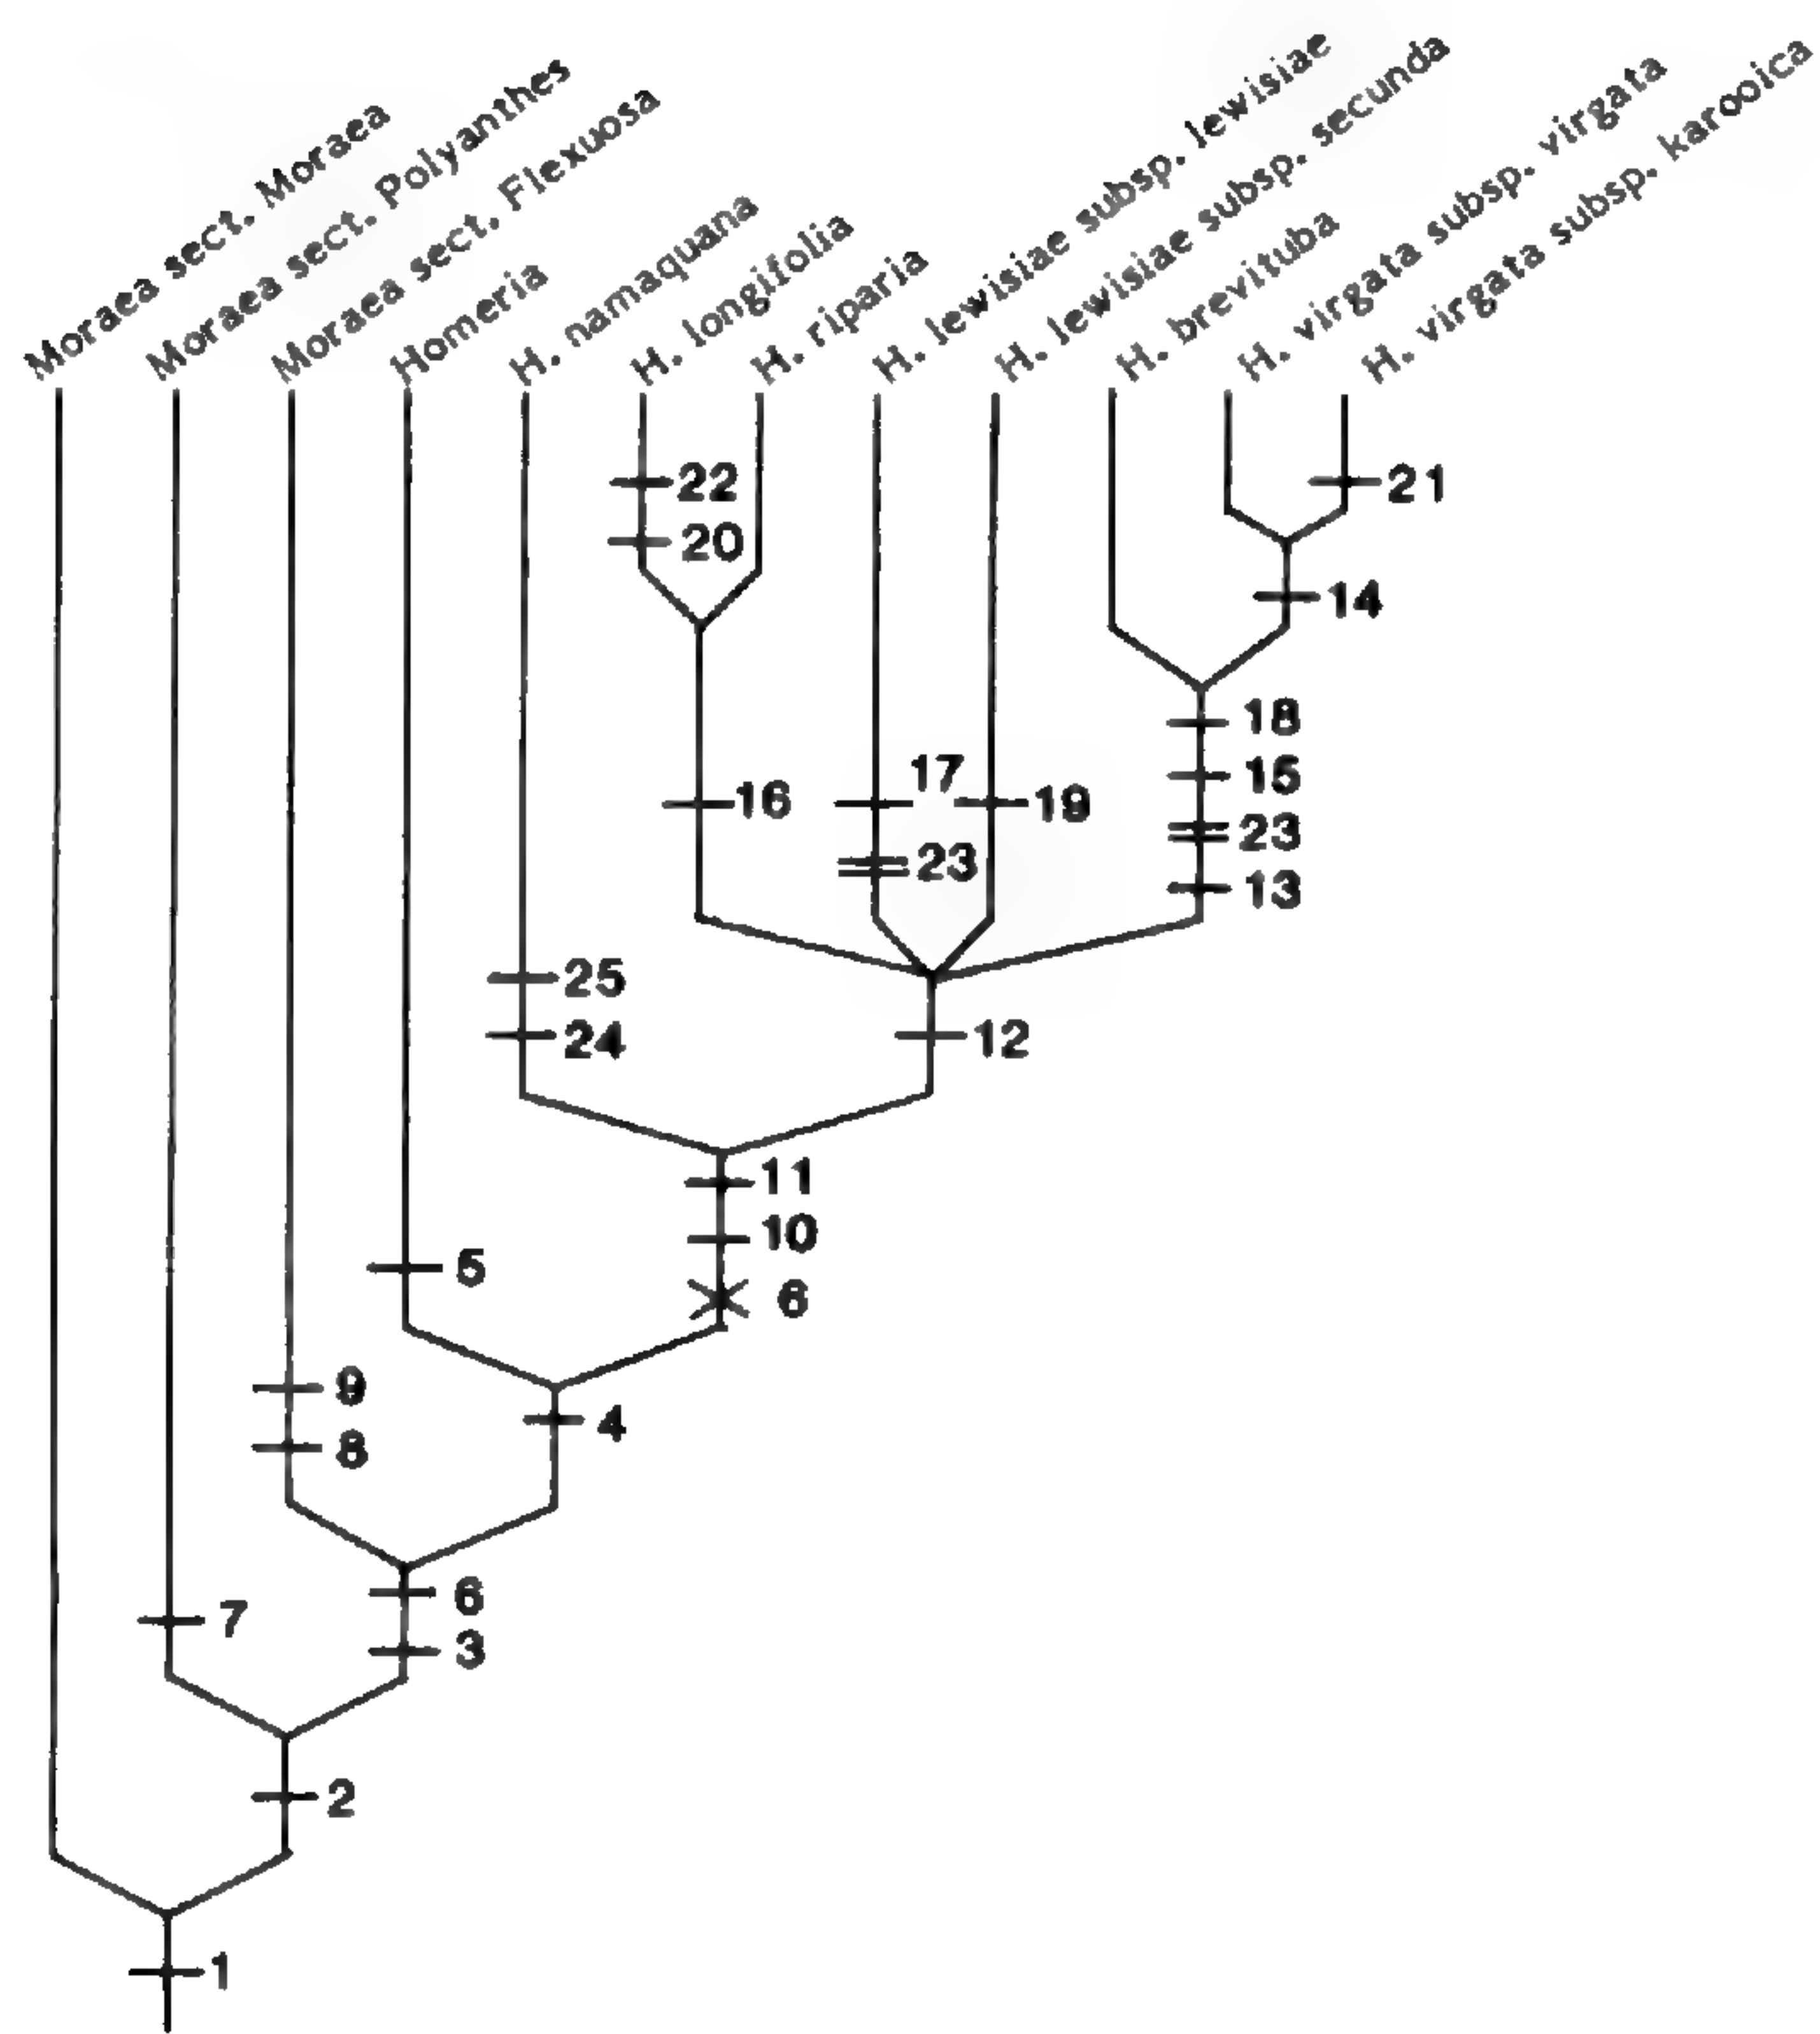 Moraea sect. Moraea
Moraea sect. Polyanthes
Moraea sect. Flexuosa
Homeria
H. namaquana
H. longifolia
H. riparia
H. lewisiae subsp. lewisiae
H. lewisiae subsp. secunda
H. brevituba
H. virgata subsp. virgata
H. virgata subsp. karooica
22
21
20
14
18
17
15
16
19
23
23
13
25
24
12
11
10
5
6
9
4
8
6
7
3
2
1